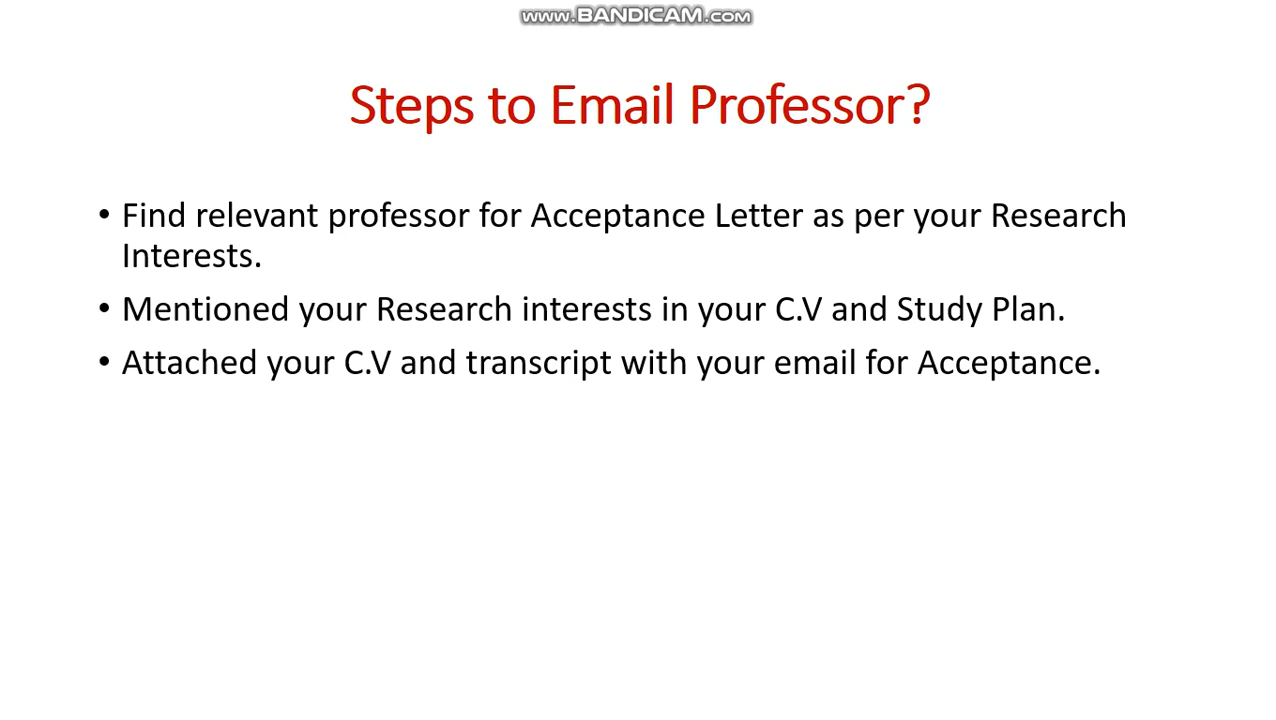 www.BANDICAM.com
Steps to Email Professor?
• Find relevant professor for Acceptance Letter as per your Research
Interests.
• Mentioned your Research interests in your C.V and Study Plan.
• Attached your C.V and transcript with your email for Acceptance.